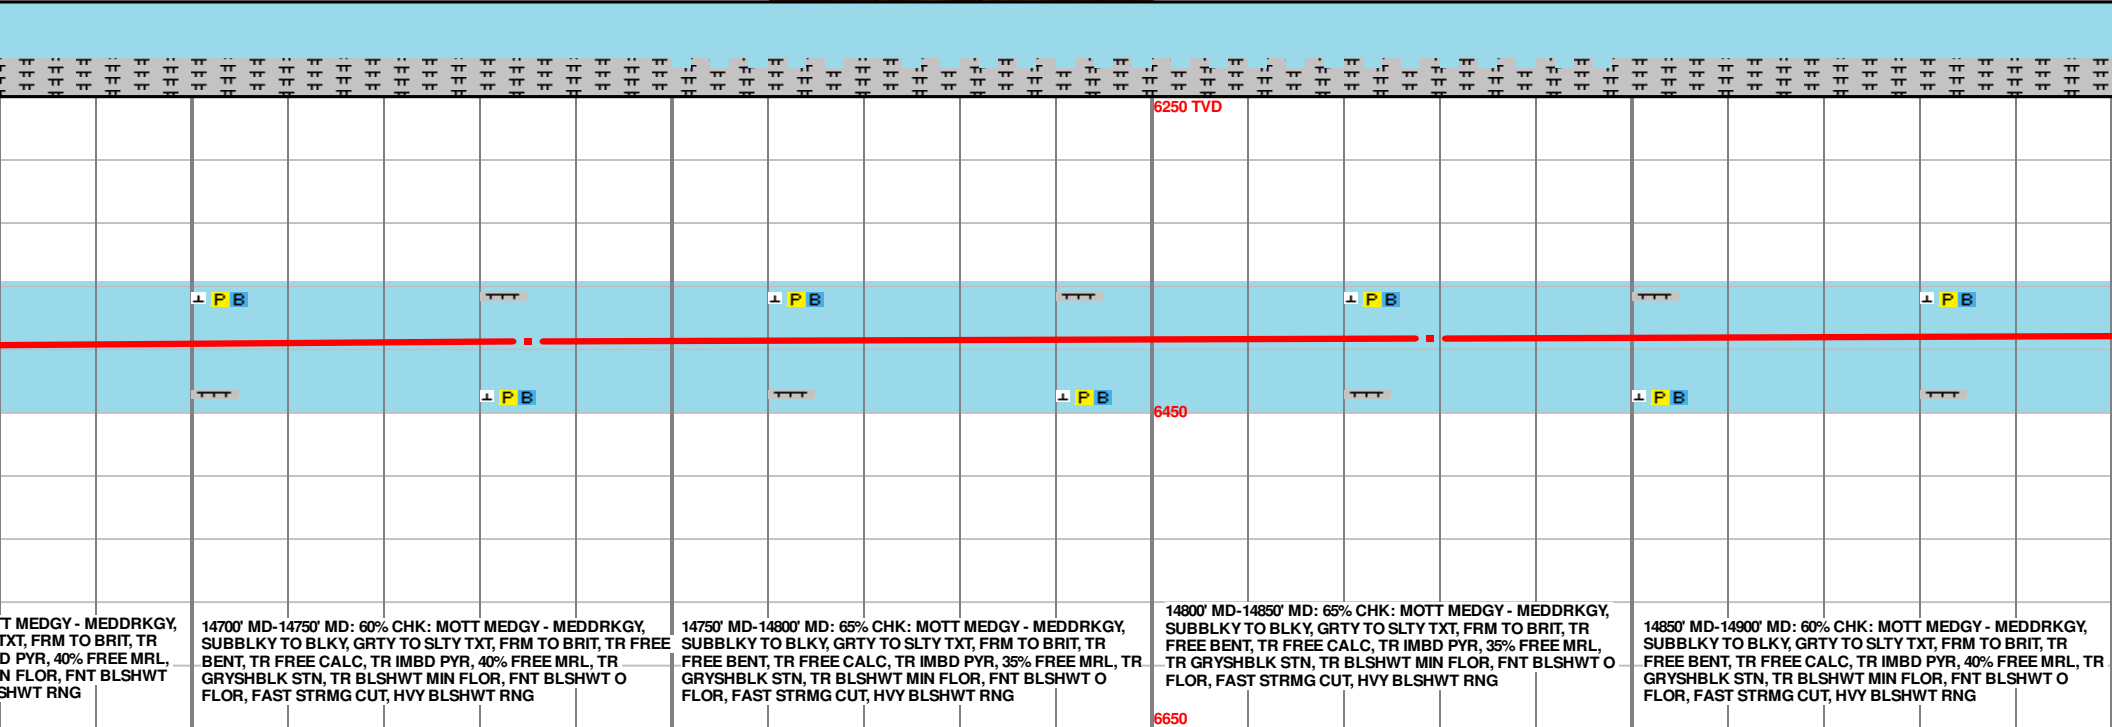 6250 TVD
P B
P B
P B
P B
6450
P B
P B
P B
T MEDGY - MEDDRKGY,
TXT, FRM TO BRIT, TR
D PYR, 40% FREE MRL,
N FLOR, FNT BLSHWT
SHWT RNG
14700' MD-14750' MD: 60% CHK: MOTT MEDGY - MEDDRKGY,
SUBBLKY TO BLKY, GRTY TO SLTY TXT, FRM TO BRIT, TR FREE
BENT, TR FREE CALC, TR IMBD PYR, 40% FREE MRL, TR
GRYSHBLK STN, TR BLSHWT MIN FLOR, FNT BLSHWT O
FLOR, FAST STRMG CUT, HVY BLSHWT RNG
14750' MD-14800' MD: 65% CHK: MOTT MEDGY - MEDDRKGY,
SUBBLKY TO BLKY, GRTY TO SLTY TXT, FRM TO BRIT, TR
FREE BENT, TR FREE CALC, TR IMBD PYR, 35% FREE MRL, TR
GRYSHBLK STN, TR BLSHWT MIN FLOR, FNT BLSHWT O
FLOR, FAST STRMG CUT, HVY BLSHWT RNG
14800' MD-14850' MD: 65% CHK: MOTT MEDGY - MEDDRKGY,
SUBBLKY TO BLKY, GRTY TO SLTY TXT, FRM TO BRIT, TR
FREE BENT, TR FREE CALC, TR IMBD PYR, 35% FREE MRL,
TR GRYSHBLK STN, TR BLSHWT MIN FLOR, FNT BLSHWT O
FLOR, FAST STRMG CUT, HVY BLSHWT RNG
14850' MD-14900' MD: 60% CHK: MOTT MEDGY - MEDDRKGY,
SUBBLKY TO BLKY, GRTY TO SLTY TXT, FRM TO BRIT, TR
FREE BENT, TR FREE CALC, TR IMBD PYR, 40% FREE MRL, TR
GRYSHBLK STN, TR BLSHWT MIN FLOR, FNT BLSHWT O
FLOR, FAST STRMG CUT, HVY BLSHWT RNG
6650